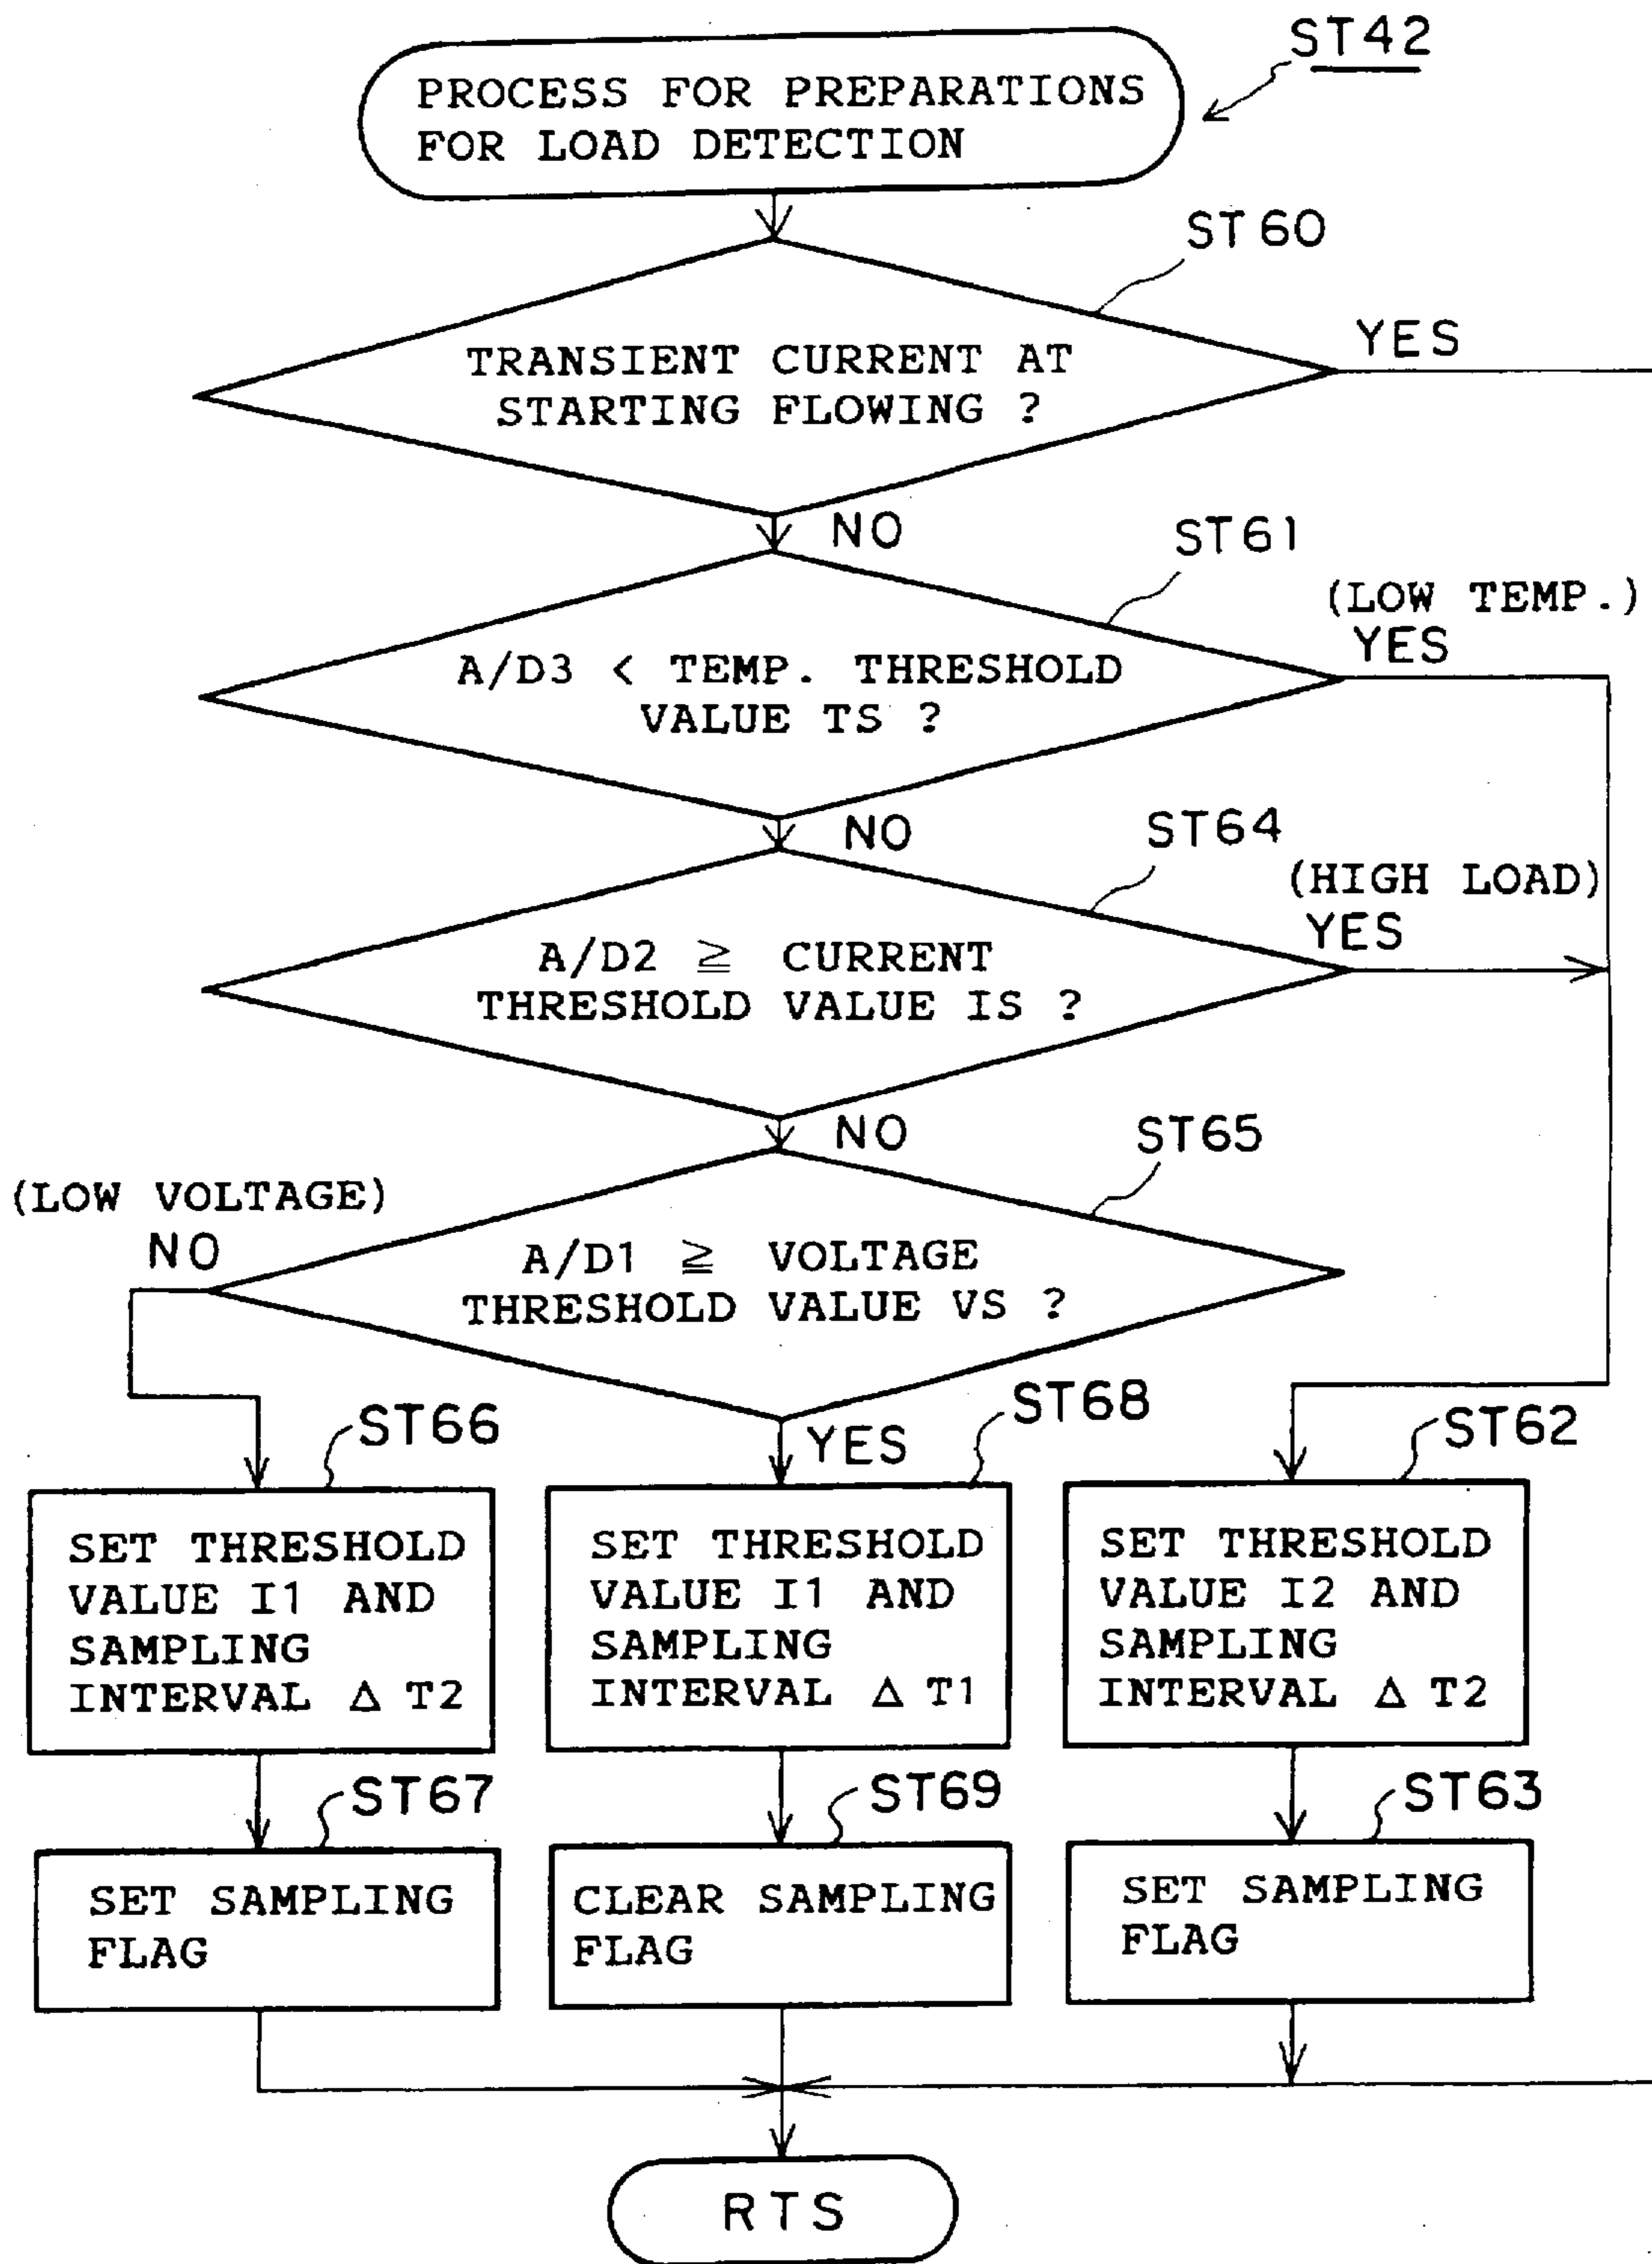 ST42
PROCESS FOR PREPARATIONS
FOR LOAD DETECTION
ST60
YES
TRANSIENT CURRENT AT
STARTING FLOWING ?
NO
ST61
(LOW TEMP.)
YES
A/D3 < TEMP. THRESHOLD
VALUE TS ?
NO
ST64
(HIGH LOAD)
YES
A/D2 ≧ CURRENT
THRESHOLD VALUE IS ?
NO
ST65
(LOW VOLTAGE)
NO
A/D1 ≧ VOLTAGE
THRESHOLD VALUE VS ?
YES
ST66
SET THRESHOLD
VALUE I1 AND
SAMPLING
INTERVAL Δ T2
ST68
SET THRESHOLD
VALUE I1 AND
SAMPLING
INTERVAL Δ T1
ST62
SET THRESHOLD
VALUE I2 AND
SAMPLING
INTERVAL Δ T2
ST67
SET SAMPLING
FLAG
ST69
CLEAR SAMPLING
FLAG
ST63
SET SAMPLING
FLAG
RTS